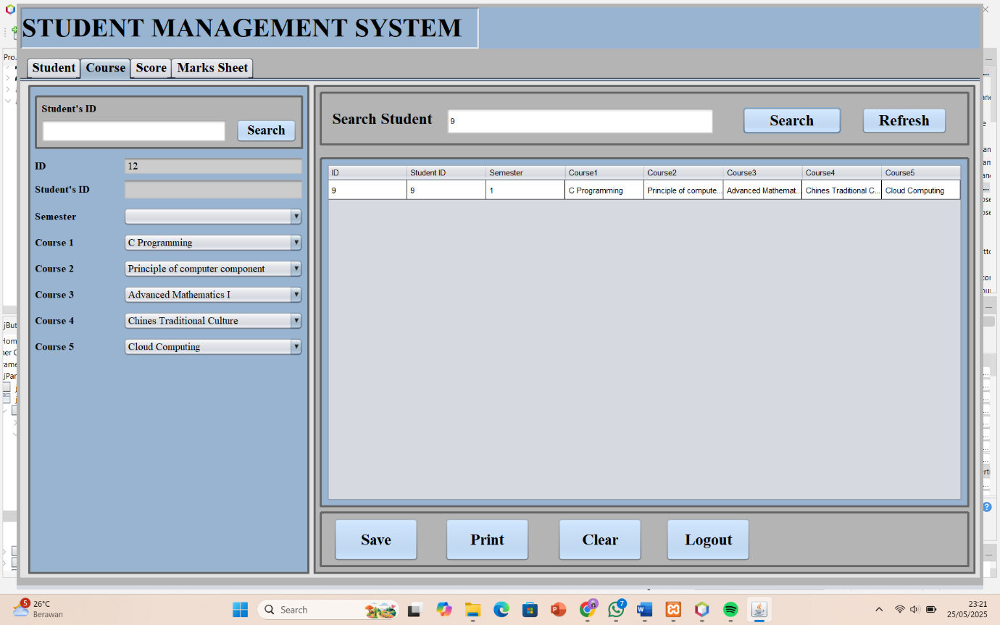 STUDENT MANAGEMENT SYSTEM
Pro...
Student Course Score Marks Sheet
Student's ID
Search
Search Student 9 Search Refresh
ID 12
Student's ID
Semester
Course 1 C Programming
Course 2 Principle of computer component
Course 3 Advanced Mathematics I
Course 4 Chines Traditional Culture
Course 5 Cloud Computing
ID Student ID Semester Course1 Course2 Course3 Course4 Course5
9 9 1 C Programming Principle of compute... Advanced Mathemat... Chines Traditional C... Cloud Computing
Save Print Clear Logout
5 26°C
Berawan
Search
7
23:21
25/05/2025